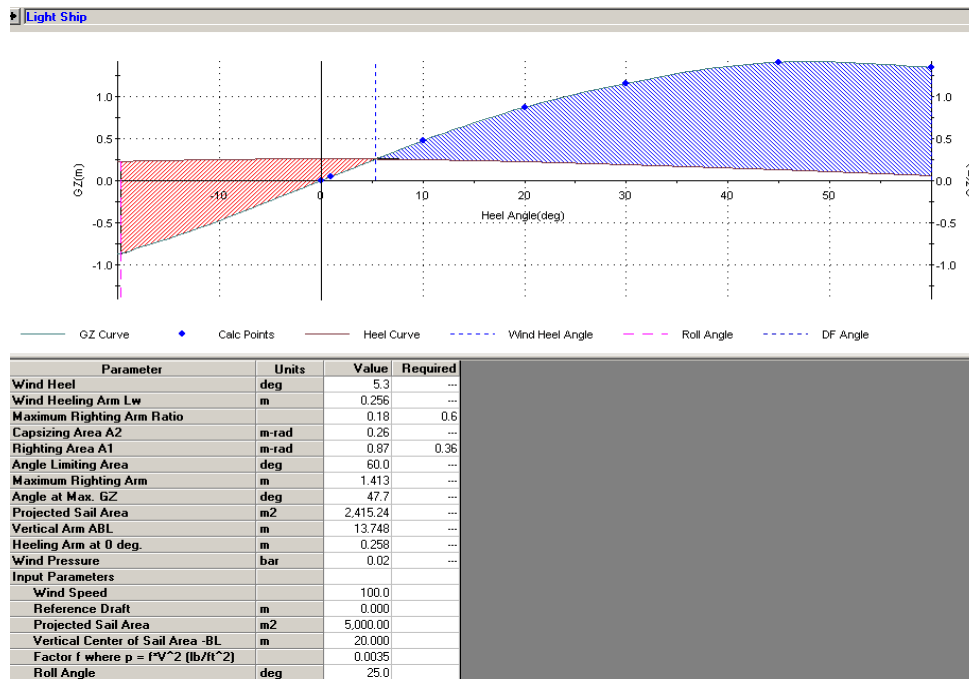 Light Ship
1.0 1.0
0.5 0.5
GZ(m) 0.0 0.0
-10 0 10 20 30 40 50
Heel Angle(deg)
-0.5 -0.5
-1.0 -1.0
GZ Curve Calc Points Heel Curve Wind Heel Angle Roll Angle DF Angle
Parameter Units Value Required
Wind Heel deg 5.3 ---
Wind Heeling Arm Lw m 0.256 ---
Maximum Righting Arm Ratio 0.18 0.6
Capsizing Area A2 m-rad 0.26 ---
Righting Area A1 m-rad 0.87 0.36
Angle Limiting Area deg 60.0 ---
Maximum Righting Arm m 1.413 ---
Angle at Max. GZ deg 47.7 ---
Projected Sail Area m2 2,415.24 ---
Vertical Arm ABL m 13.748 ---
Heeling Arm at 0 deg. m 0.258 ---
Wind Pressure bar 0.02 ---
Input Parameters
Wind Speed 100.0
Reference Draft m 0.000
Projected Sail Area m2 5,000.00
Vertical Center of Sail Area -BL m 20.000
Factor f where p = f*V^2 (lb/ft^2) 0.0035
Roll Angle deg 25.0